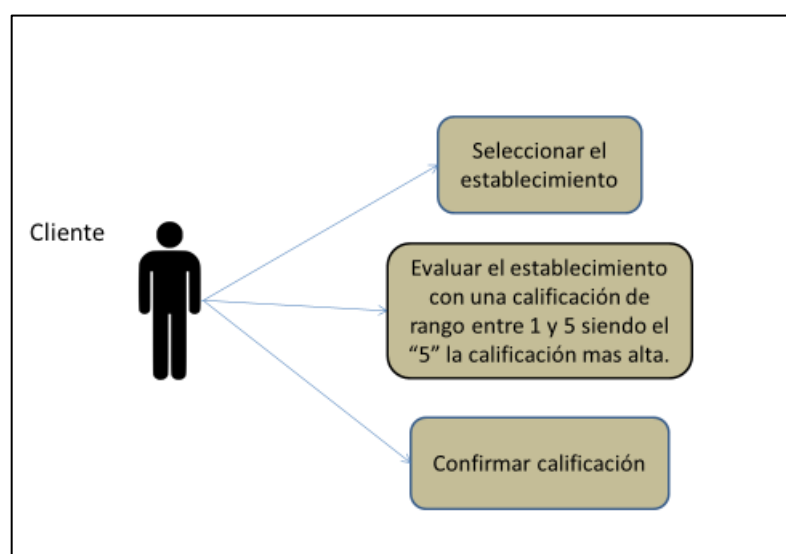 Seleccionar el
establecimiento
Cliente
Evaluar el establecimiento
con una calificación de
rango entre 1 y 5 siendo el
“5” la calificación mas alta.
Confirmar calificación